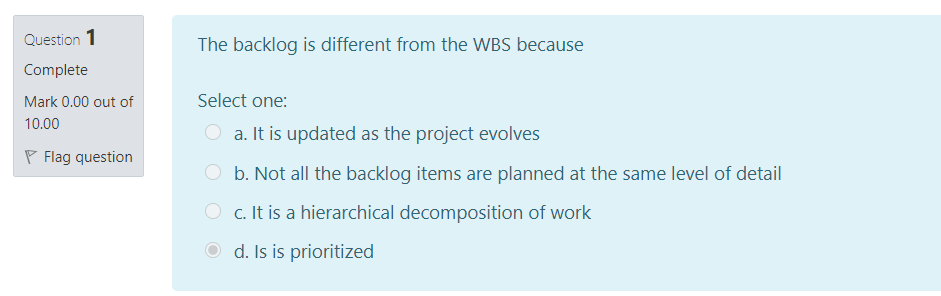 Question 1
Complete
Mark 0.00 out of
10.00
Flag question
The backlog is different from the WBS because
Select one:
a. It is updated as the project evolves
b. Not all the backlog items are planned at the same level of detail
c. It is a hierarchical decomposition of work
d. Is is prioritized